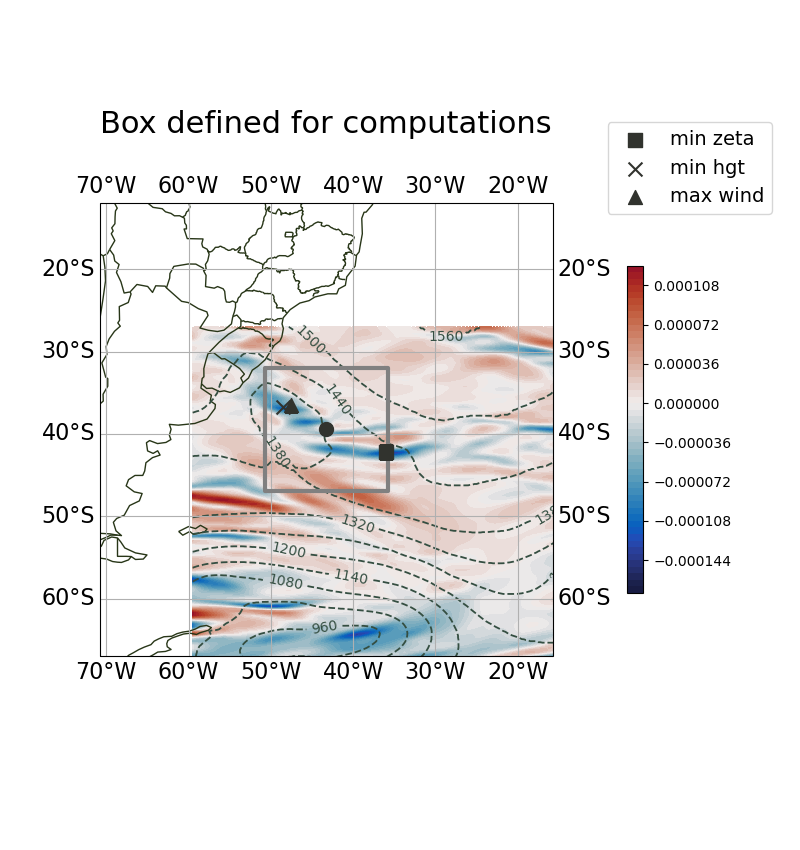 Box defined for computations
min zeta
min hgt
max wind
70°W 60°W 50°W 40°W 30°W 20°W
20°S 20°S
30°S 30°S
40°S 40°S
50°S 50°S
60°S 60°S
70°W 60°W 50°W 40°W 30°W 20°W
1500
1560
1440
1380
1320
1200
1140
1080
960
0.000108
0.000072
0.000036
0.000000
−0.000036
−0.000072
−0.000108
−0.000144